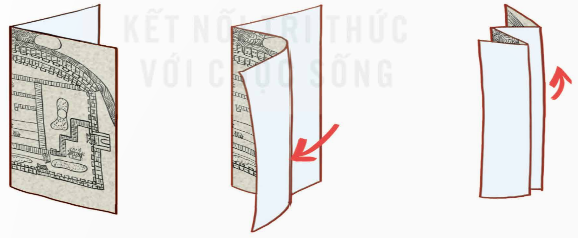 KẾT NỐI TRI THỨC
VỚI CUỘC SỐNG